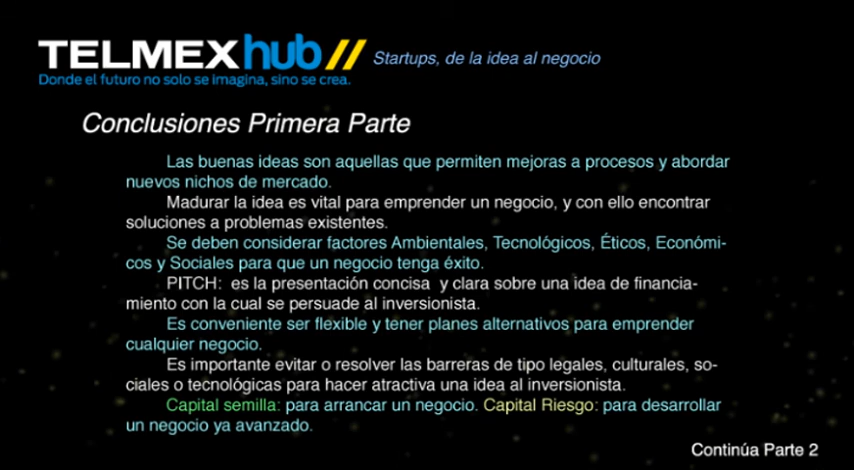 TELMEXhub//
Startups, de la idea al negocio
Donde el futuro no solo se imagina, sino se crea.
Conclusiones Primera Parte
Las buenas ideas son aquellas que permiten mejoras a procesos y abordar
nuevos nichos de mercado.
Madurar la idea es vital para emprender un negocio, y con ello encontrar
soluciones a problemas existentes.
Se deben considerar factores Ambientales, Tecnológicos, Éticos, Económi-
cos y Sociales para que un negocio tenga éxito.
PITCH: es la presentación concisa y clara sobre una idea de financia-
miento con la cual se persuade al inversionista.
Es conveniente ser flexible y tener planes alternativos para emprender
cualquier negocio.
Es importante evitar o resolver las barreras de tipo legales, culturales, so-
ciales o tecnológicas para hacer atractiva una idea al inversionista.
Capital semilla: para arrancar un negocio. Capital Riesgo: para desarrollar
un negocio ya avanzado.
Continúa Parte 2